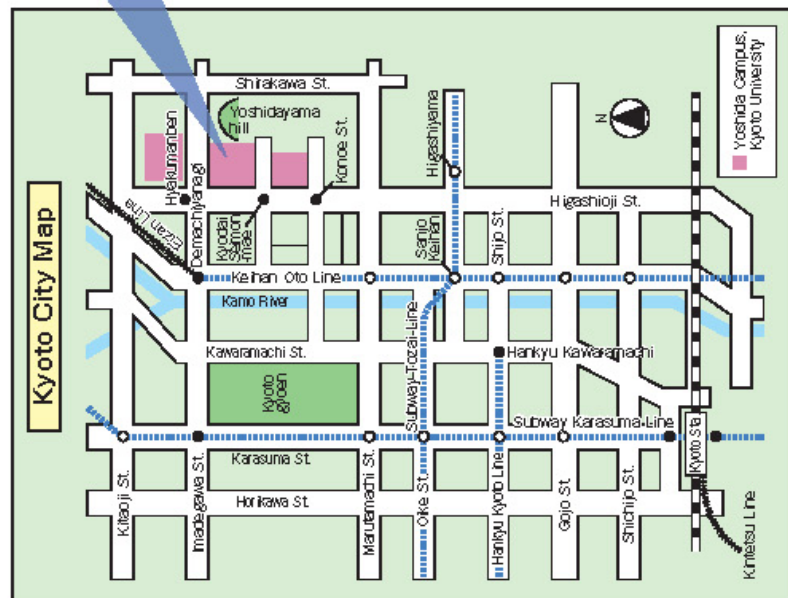 Kyoto City Map
Yoshida Campus,
Kyoto University
N
Shirakawa St.
Yoshidayama
hill
Hyakumanben
Konoe St.
Higashiyama
Eizan Line
Demachiyanagi
Kyodai
Seimon
-mae
Higashioji St.
Sanjo
Keihan
Shijo St.
Keihan Oto Line
Kamo River
Kawaramachi St.
Subway-Tozai-Line
Hankyu Kawaramachi
Kyoto
gyoen
Subway Karasuma-Line
Karasuma St.
Kyoto Sta
Horikawa St.
Kitaoji St.
Imadegawa St.
Marutamachi St.
Oike St.
Hankyu Kyoto Line
Gojo St.
Shichijo St.
Kintetsu Line